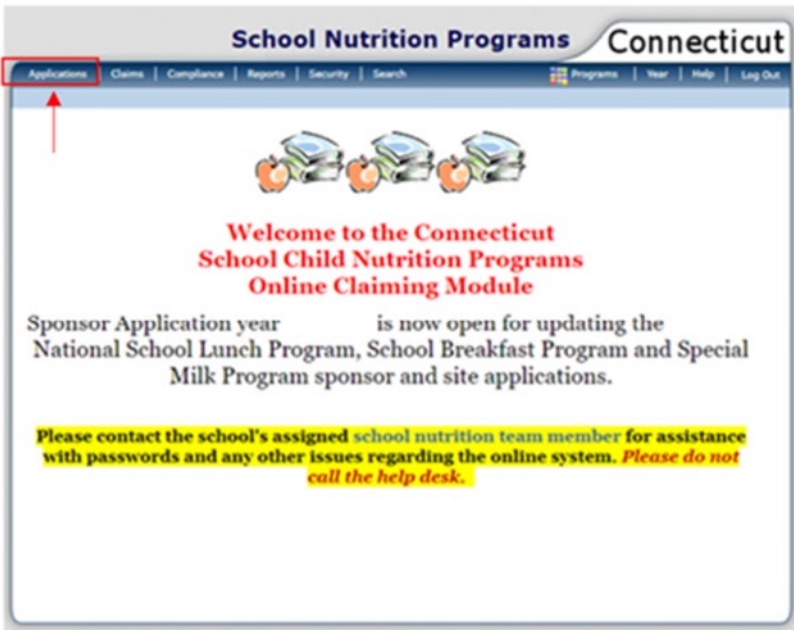 School Nutrition Programs Connecticut
Applications | Claims | Compliance | Reports | Security | Search Programs | Year | Help | Log Out
Welcome to the Connecticut
School Child Nutrition Programs
Online Claiming Module
Sponsor Application year is now open for updating the
National School Lunch Program, School Breakfast Program and Special
Milk Program sponsor and site applications.
Please contact the school's assigned school nutrition team member for assistance
with passwords and any other issues regarding the online system. Please do not
call the help desk.